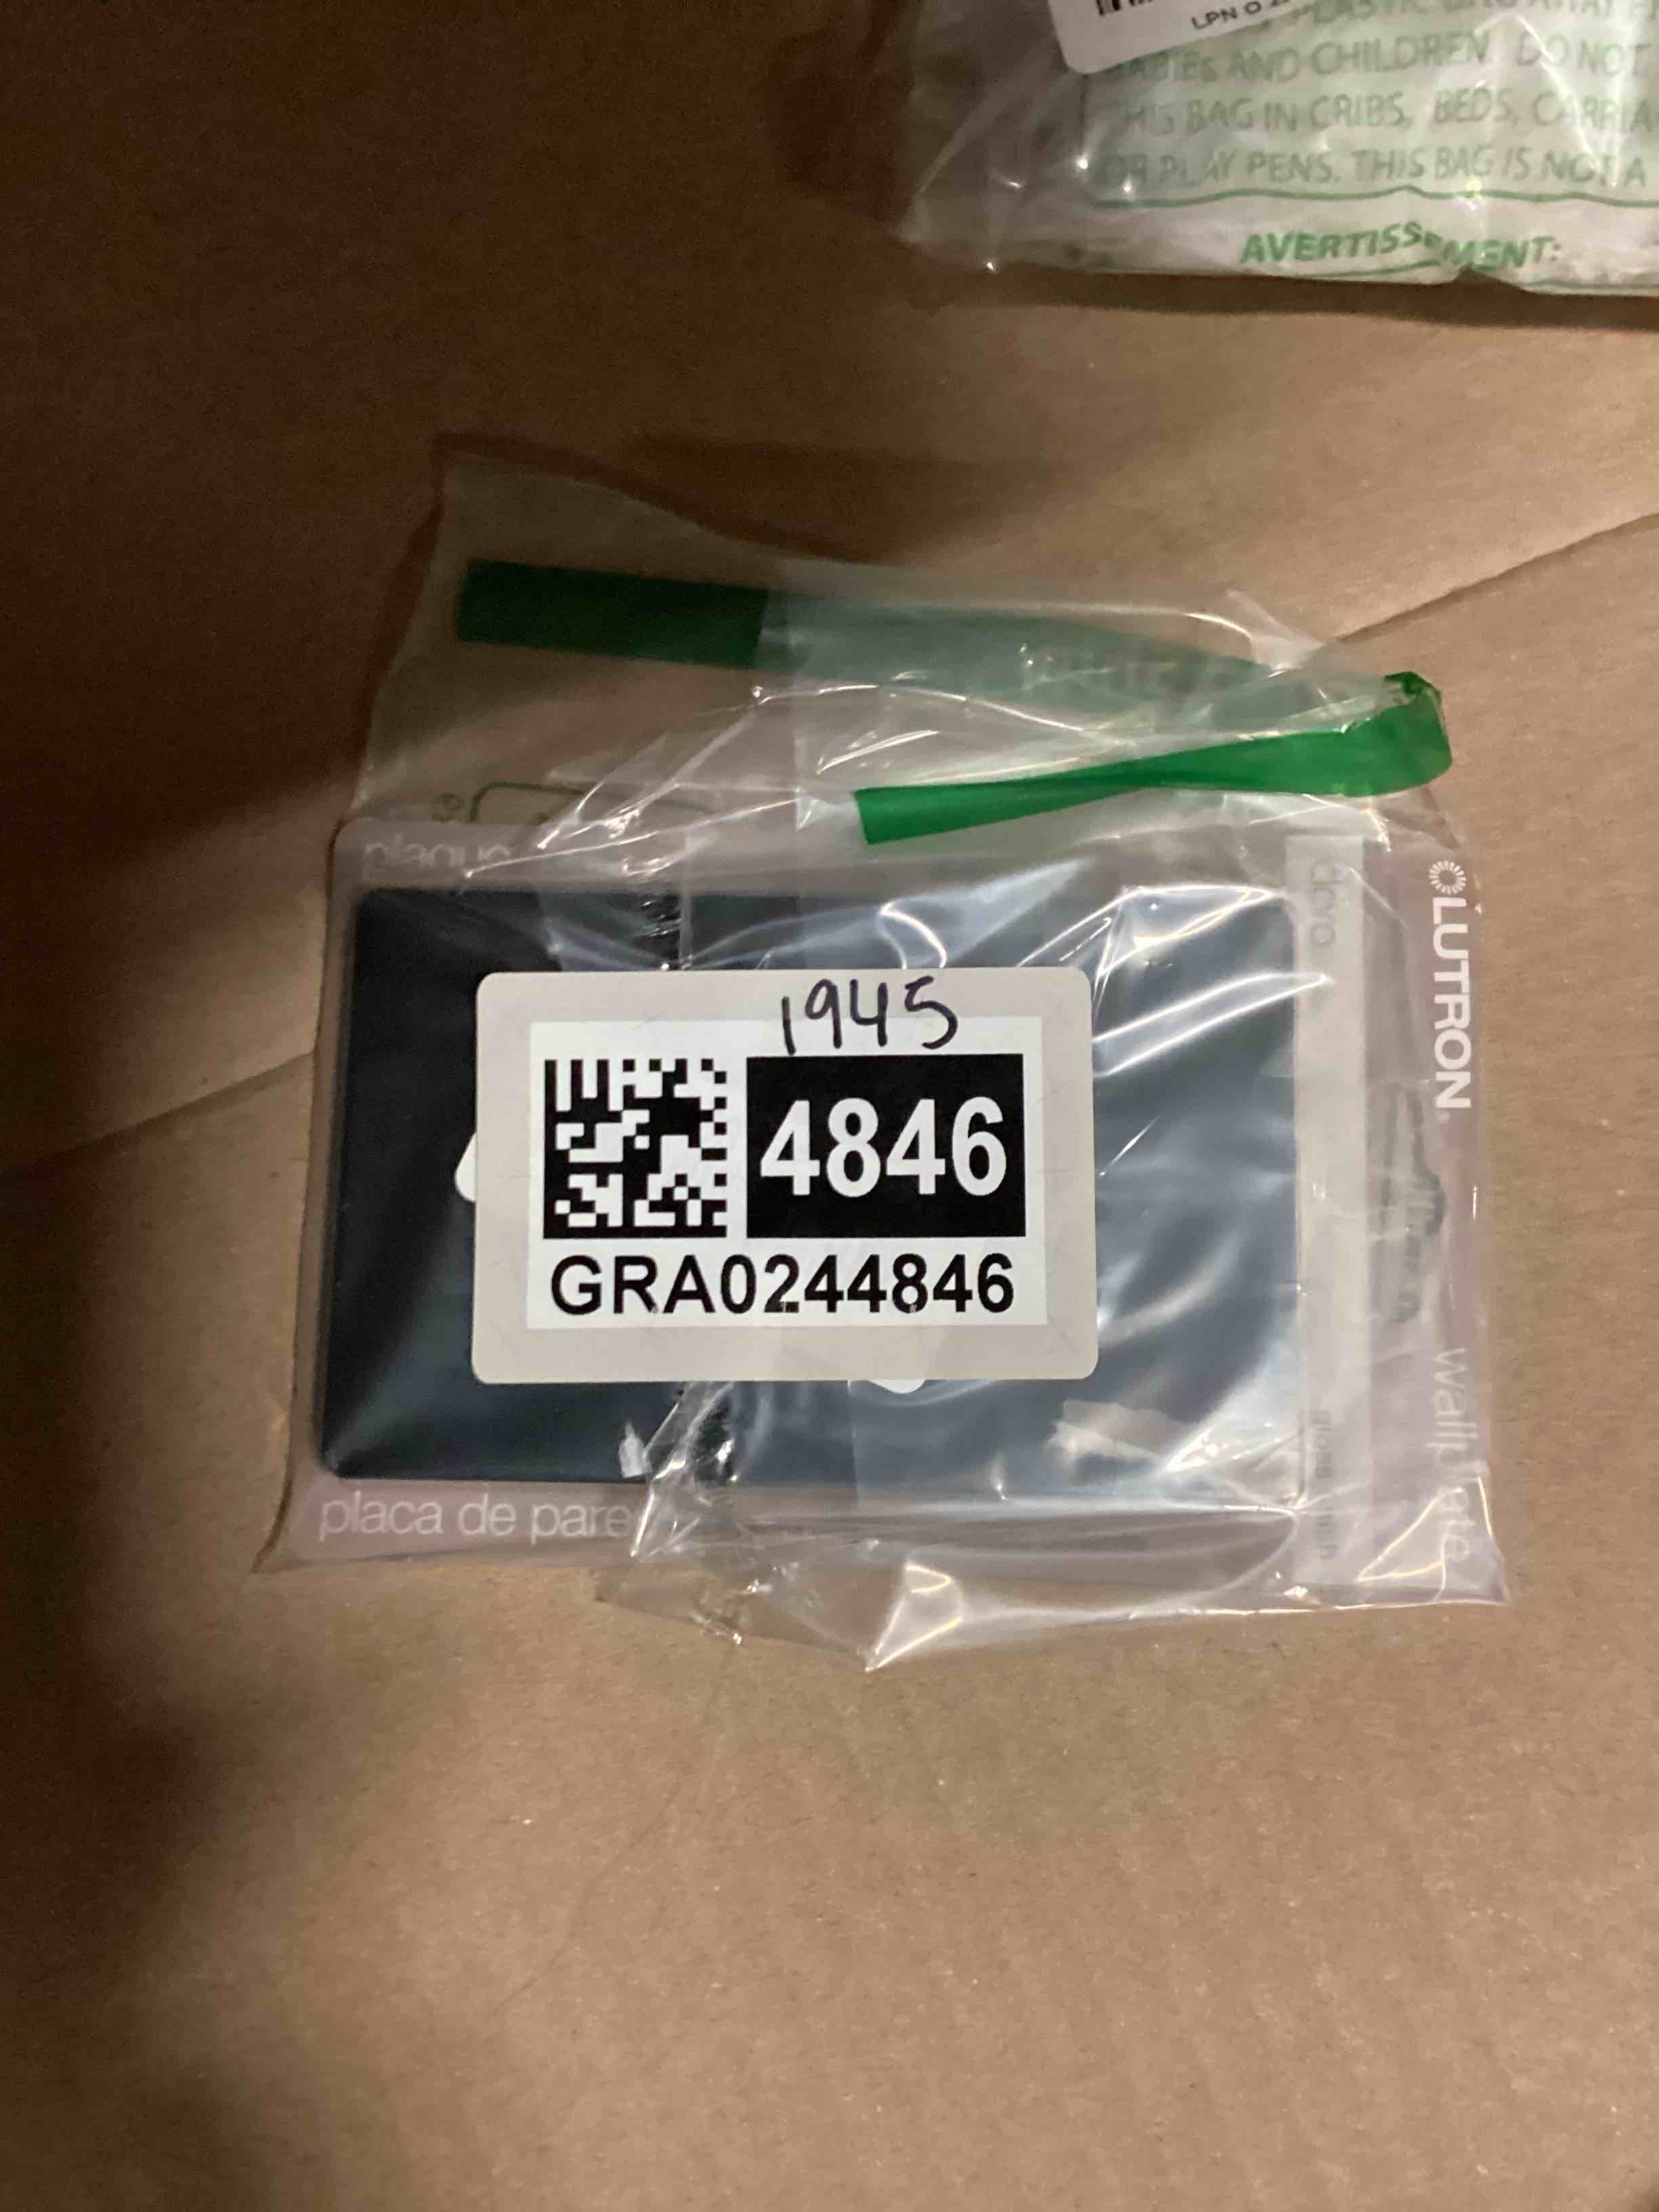 LPN
BABIES AND CHILDREN. DO NOT
THIS BAG IN CRIBS, BEDS,
OR PLAY PENS. THIS BAG IS NOT A
AVERTISSEMENT:
LUTRON
wallplate
placa de pare
1945
4846
GRA0244846